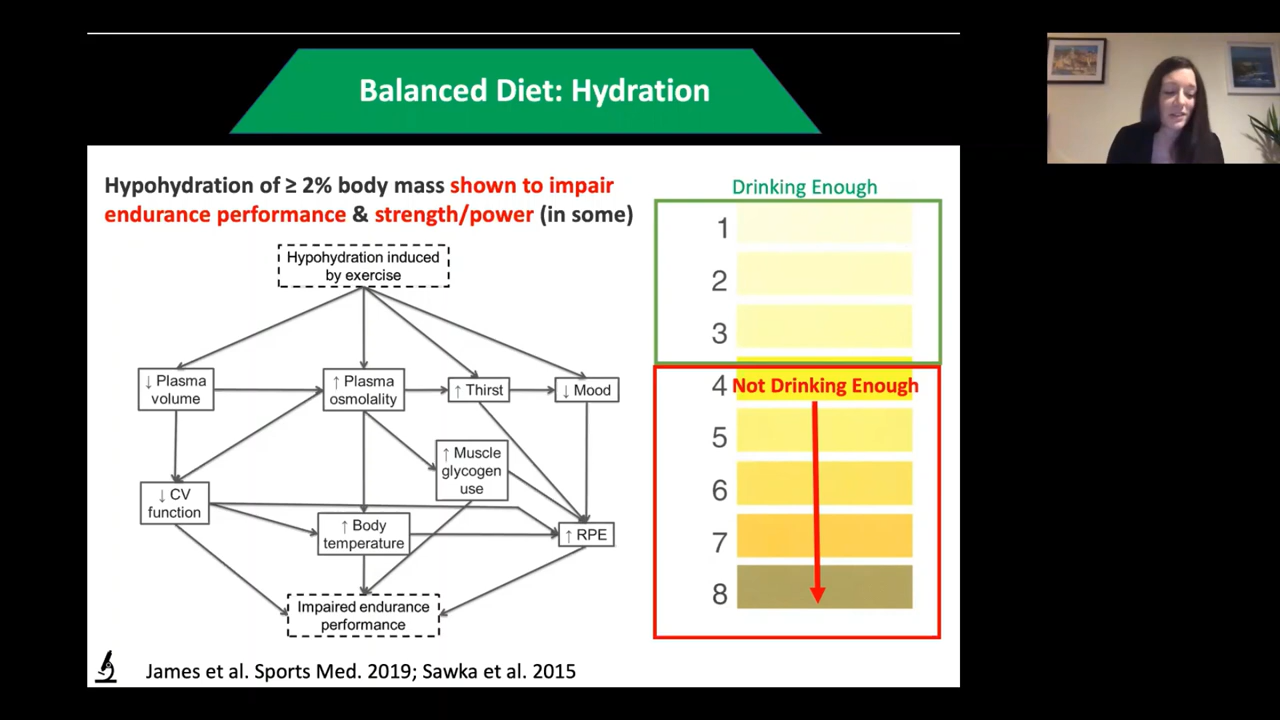 Balanced Diet: Hydration
Hypohydration of ≥ 2% body mass shown to impair
endurance performance & strength/power (in some)
Hypohydration induced
by exercise
↓ Plasma
volume
↑ Plasma
osmolality
↑ Thirst
↓ Mood
↑ Muscle
glycogen
use
↓ CV
function
↑ Body
temperature
↑ RPE
Impaired endurance
performance
James et al. Sports Med. 2019; Sawka et al. 2015
Drinking Enough
1
2
3
4 Not Drinking Enough
5
6
7
8